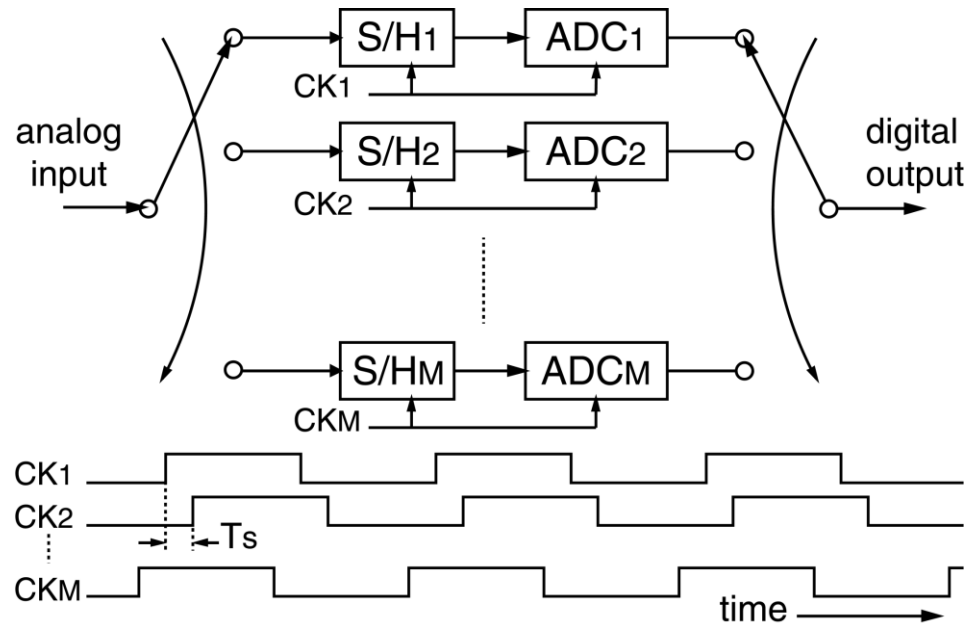 S/H1 ADC1
CK1
analog input
digital output
S/H2 ADC2
CK2
S/HM ADCM
CKM
CK1
CK2
Ts
CKM
time